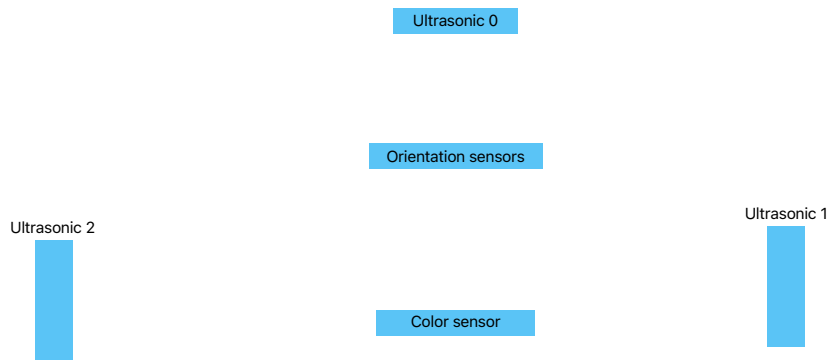 Ultrasonic 0
Orientation sensors
Ultrasonic 2
Ultrasonic 1
Color sensor